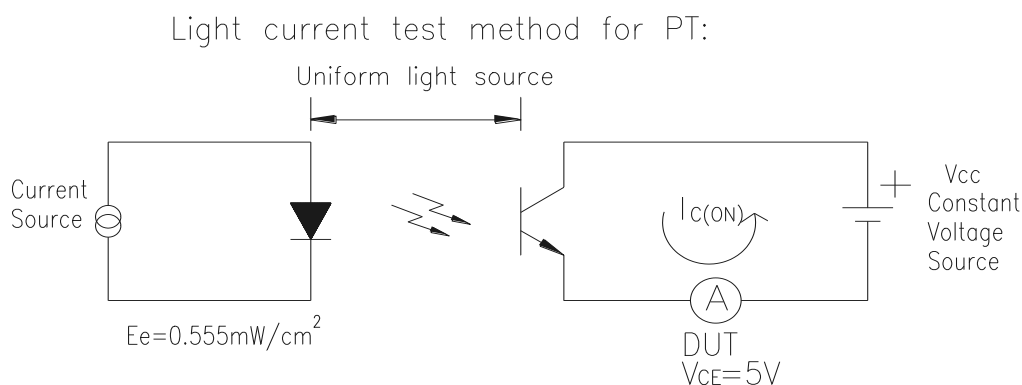 Light current test method for PT:
Uniform light source
Current
Source
IC(ON)
+
Vcc
Constant
Voltage
Source
A
Ee=0.555mW/cm²
DUT
VCE=5V